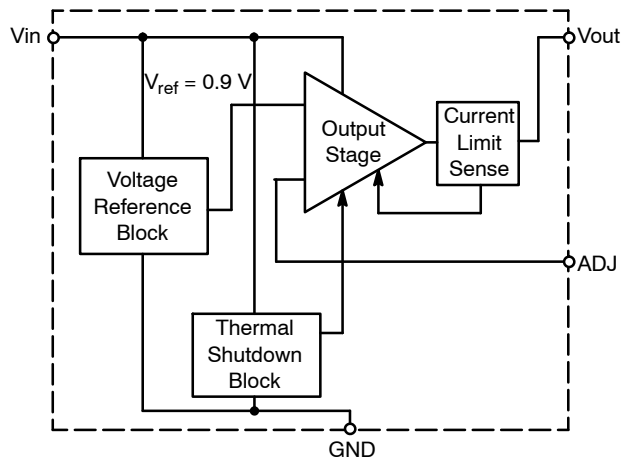 Vin
Vout
Vref = 0.9 V
Output
Stage
Current
Limit
Sense
Voltage
Reference
Block
ADJ
Thermal
Shutdown
Block
GND